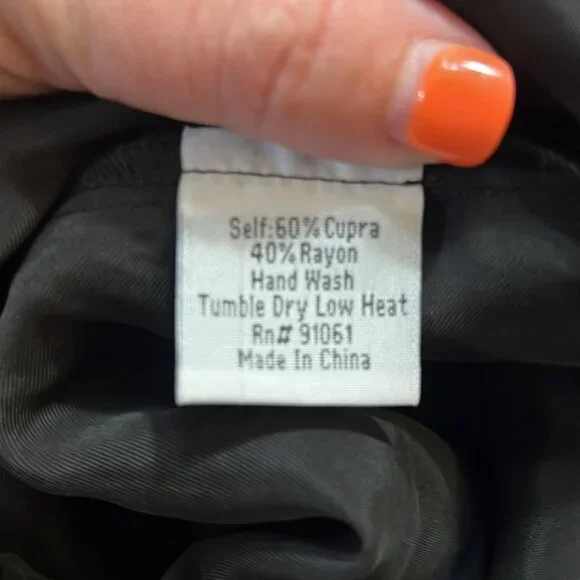 Self:60% Cupra
40% Rayon
Hand Wash
Tumble Dry Low Heat
Rn# 91061
Made In China